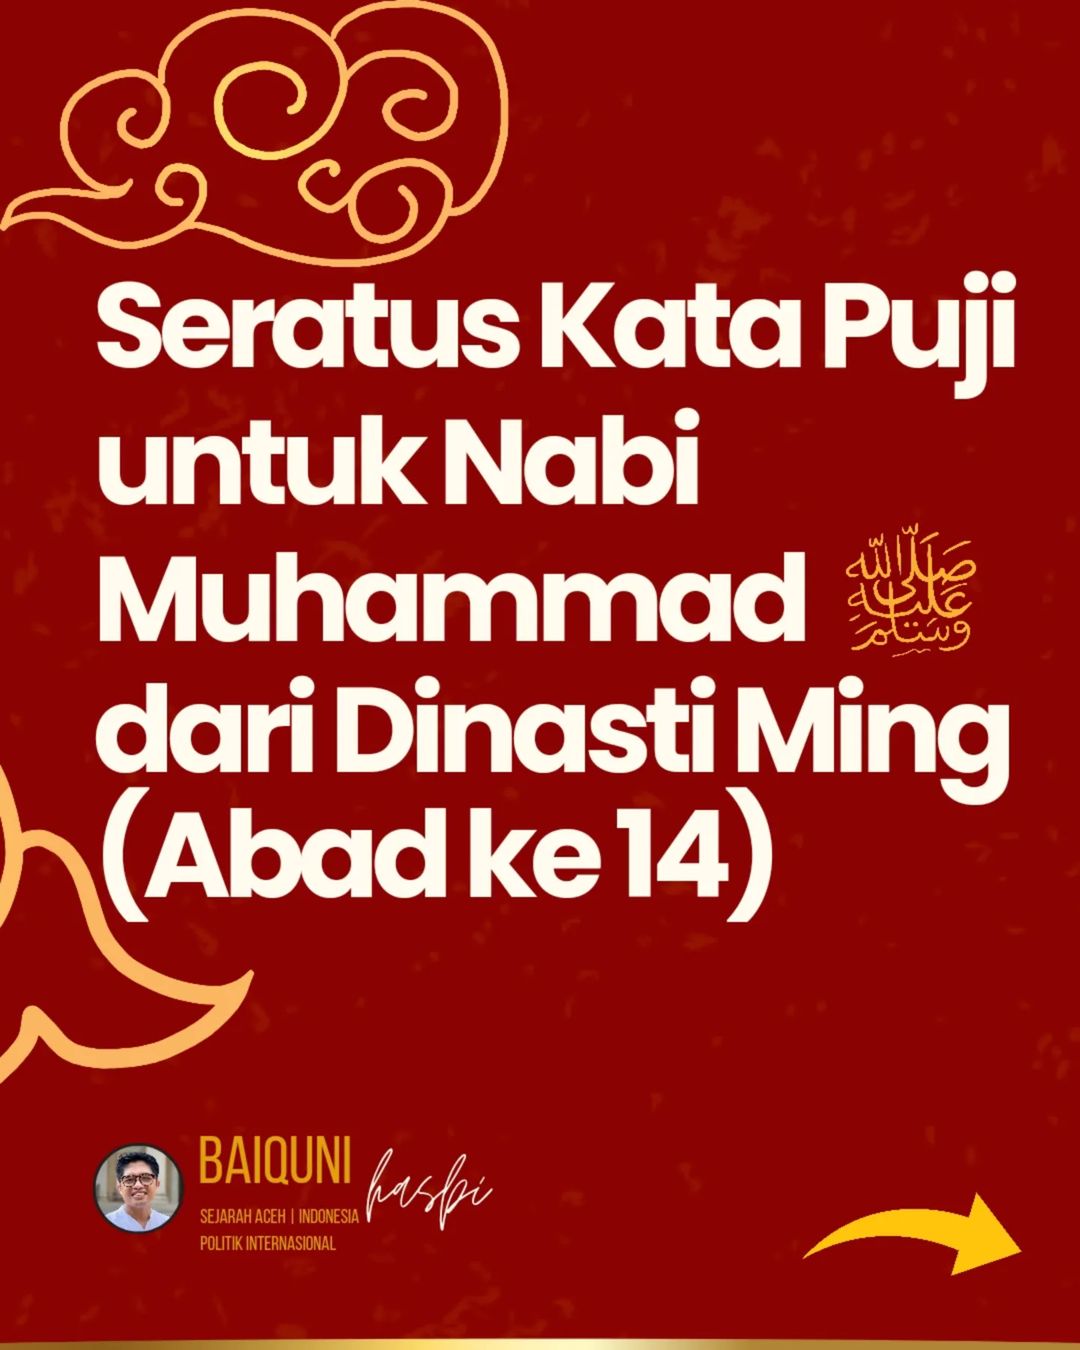 Seratus Kata Puji
untuk Nabi
Muhammad ﷺ
dari Dinasti Ming
(Abad ke 14)
BAIQUNI haspi
SEJARAH ACEH | INDONESIA
POLITIK INTERNASIONAL